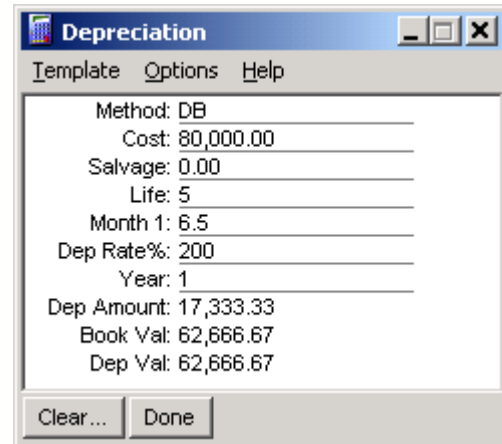 Depreciation
Template Options Help
Method: DB
Cost: 80,000.00
Salvage: 0.00
Life: 5
Month 1: 6.5
Dep Rate%: 200
Year: 1
Dep Amount: 17,333.33
Book Val: 62,666.67
Dep Val: 62,666.67
Clear... Done